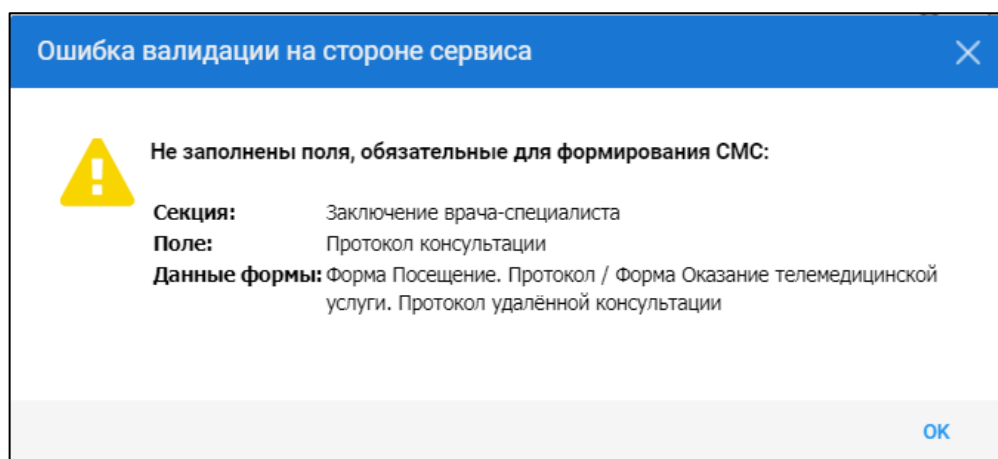 Ошибка валидации на стороне сервиса
Не заполнены поля, обязательные для формирования СМС:
Секция: Заключение врача-специалиста
Поле: Протокол консультации
Данные формы: Форма Посещение. Протокол / Форма Оказание телемедицинской
услуги. Протокол удалённой консультации
ОК